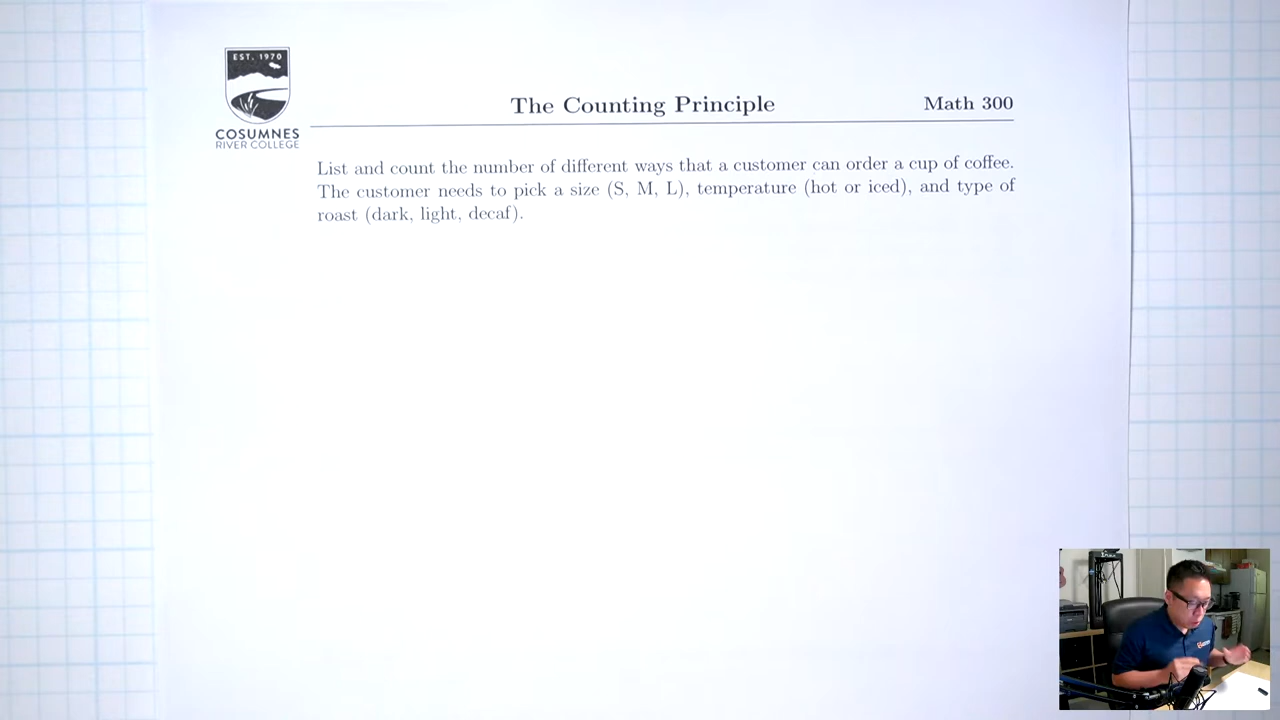 EST. 1970
COSUMNES
RIVER COLLEGE
The Counting Principle Math 300
List and count the number of different ways that a customer can order a cup of coffee.
The customer needs to pick a size (S, M, L), temperature (hot or iced), and type of
roast (dark, light, decaf).